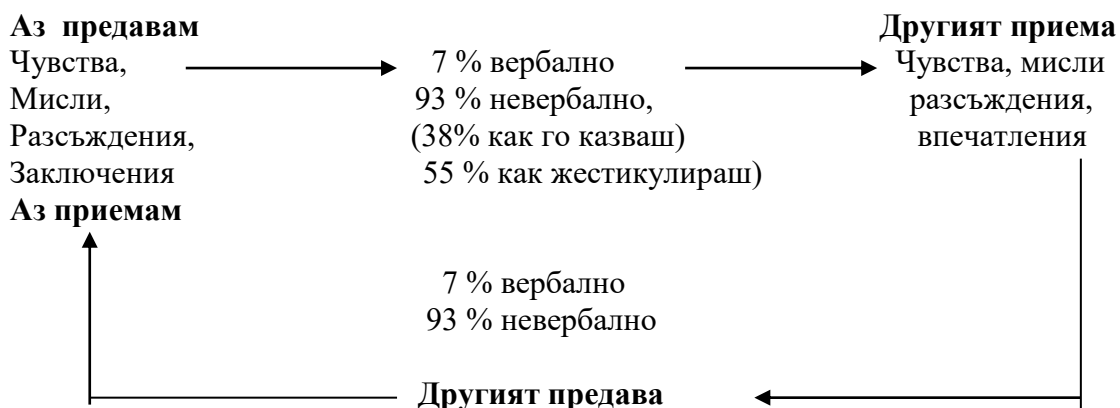 Аз предавам Другият приема
Чувства, 7 % вербално Чувства, мисли
Мисли, 93 % невербално, разсъждения,
Разсъждения, (38% как го казваш) впечатления
Заключения 55 % как жестикулираш)
Аз приемам
7 % вербално
93 % невербално
Другият предава